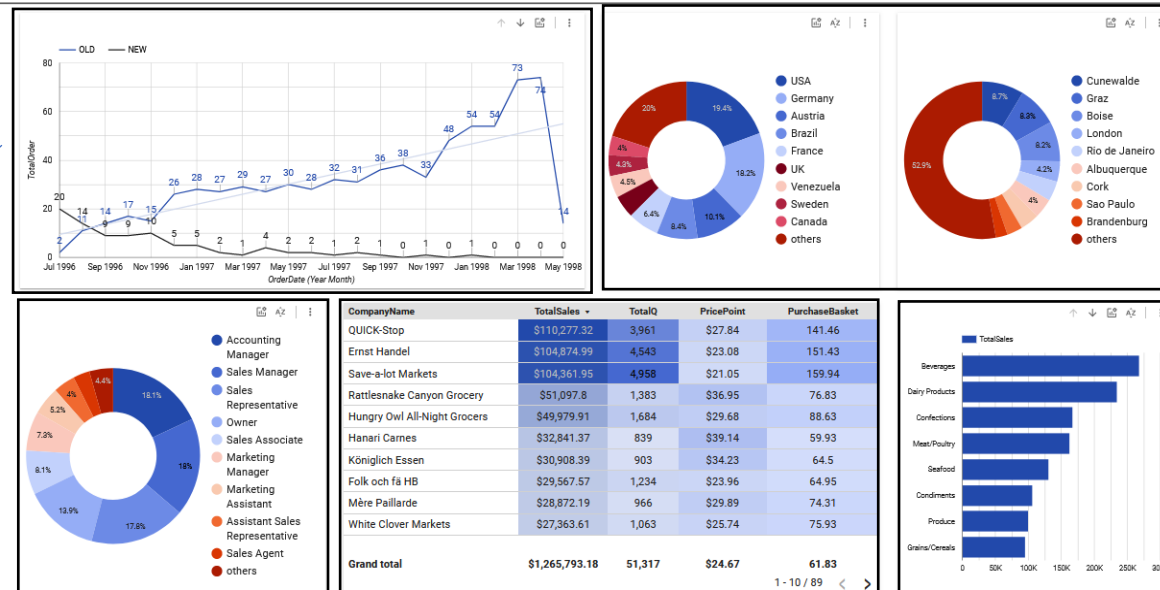 OLD NEW
80
60
40
20
0
TotalOrder
2
11
14
17
15
26
28
27
29
27
30
28
32
31
36
38
33
48
54
54
73
74
14
20
14
9
9
10
5
5
2
1
4
2
2
1
2
1
0
1
0
1
0
0
0
0
Jul 1996 Sep 1996 Nov 1996 Jan 1997 Mar 1997 May 1997 Jul 1997 Sep 1997 Nov 1997 Jan 1998 Mar 1998 May 1998
OrderDate (Year Month)
19.4%
18.2%
10.1%
8.4%
6.4%
4.5%
4.3%
4%
20%
USA
Germany
Austria
Brazil
France
UK
Venezuela
Sweden
Canada
others
8.7%
8.3%
8.2%
4.2%
4%
52.9%
Cunewalde
Graz
Boise
London
Rio de Janeiro
Albuquerque
Cork
Sao Paulo
Brandenburg
others
18.1%
18%
17.8%
13.9%
8.1%
7.3%
5.2%
4%
4.4%
Accounting
Manager
Sales Manager
Sales
Representative
Owner
Sales Associate
Marketing
Manager
Marketing
Assistant
Assistant Sales
Representative
Sales Agent
others
CompanyName TotalSales TotalQ PricePoint PurchaseBasket
QUICK-Stop $110,277.32 3,961 $27.84 141.46
Ernst Handel $104,874.99 4,543 $23.08 151.43
Save-a-lot Markets $104,361.95 4,958 $21.05 159.94
Rattlesnake Canyon Grocery $51,097.8 1,383 $36.95 76.83
Hungry Owl All-Night Grocers $49,979.91 1,684 $29.68 88.63
Hanari Carnes $32,841.37 839 $39.14 59.93
Königlich Essen $30,908.39 903 $34.23 64.5
Folk och fä HB $29,567.57 1,234 $23.96 64.95
Mère Paillarde $28,872.19 966 $29.89 74.31
White Clover Markets $27,363.61 1,063 $25.74 75.93
Grand total $1,265,793.18 51,317 $24.67 61.83
1 - 10 / 89
TotalSales
Beverages
Dairy Products
Confections
Meat/Poultry
Seafood
Condiments
Produce
Grains/Cereals
0 50K 100K 150K 200K 250K